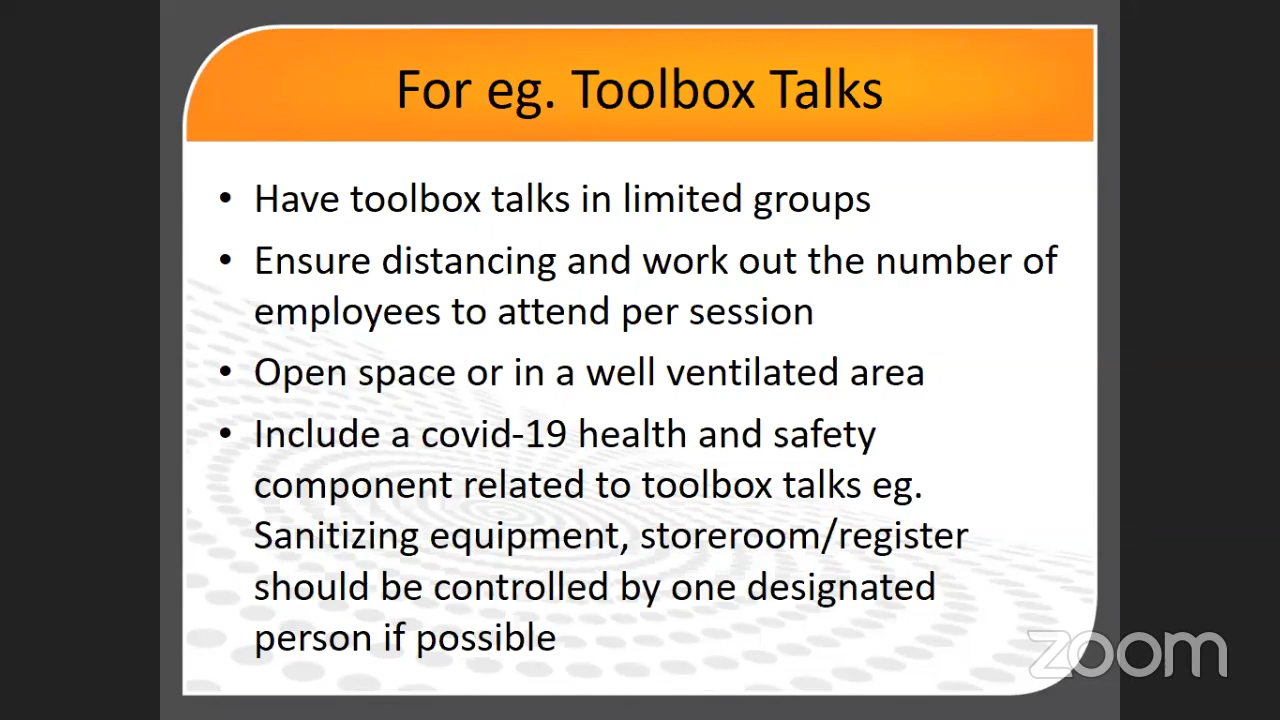 For eg. Toolbox Talks
• Have toolbox talks in limited groups
• Ensure distancing and work out the number of
employees to attend per session
• Open space or in a well ventilated area
• Include a covid-19 health and safety
component related to toolbox talks eg.
Sanitizing equipment, storeroom/register
should be controlled by one designated
person if possible
zoom